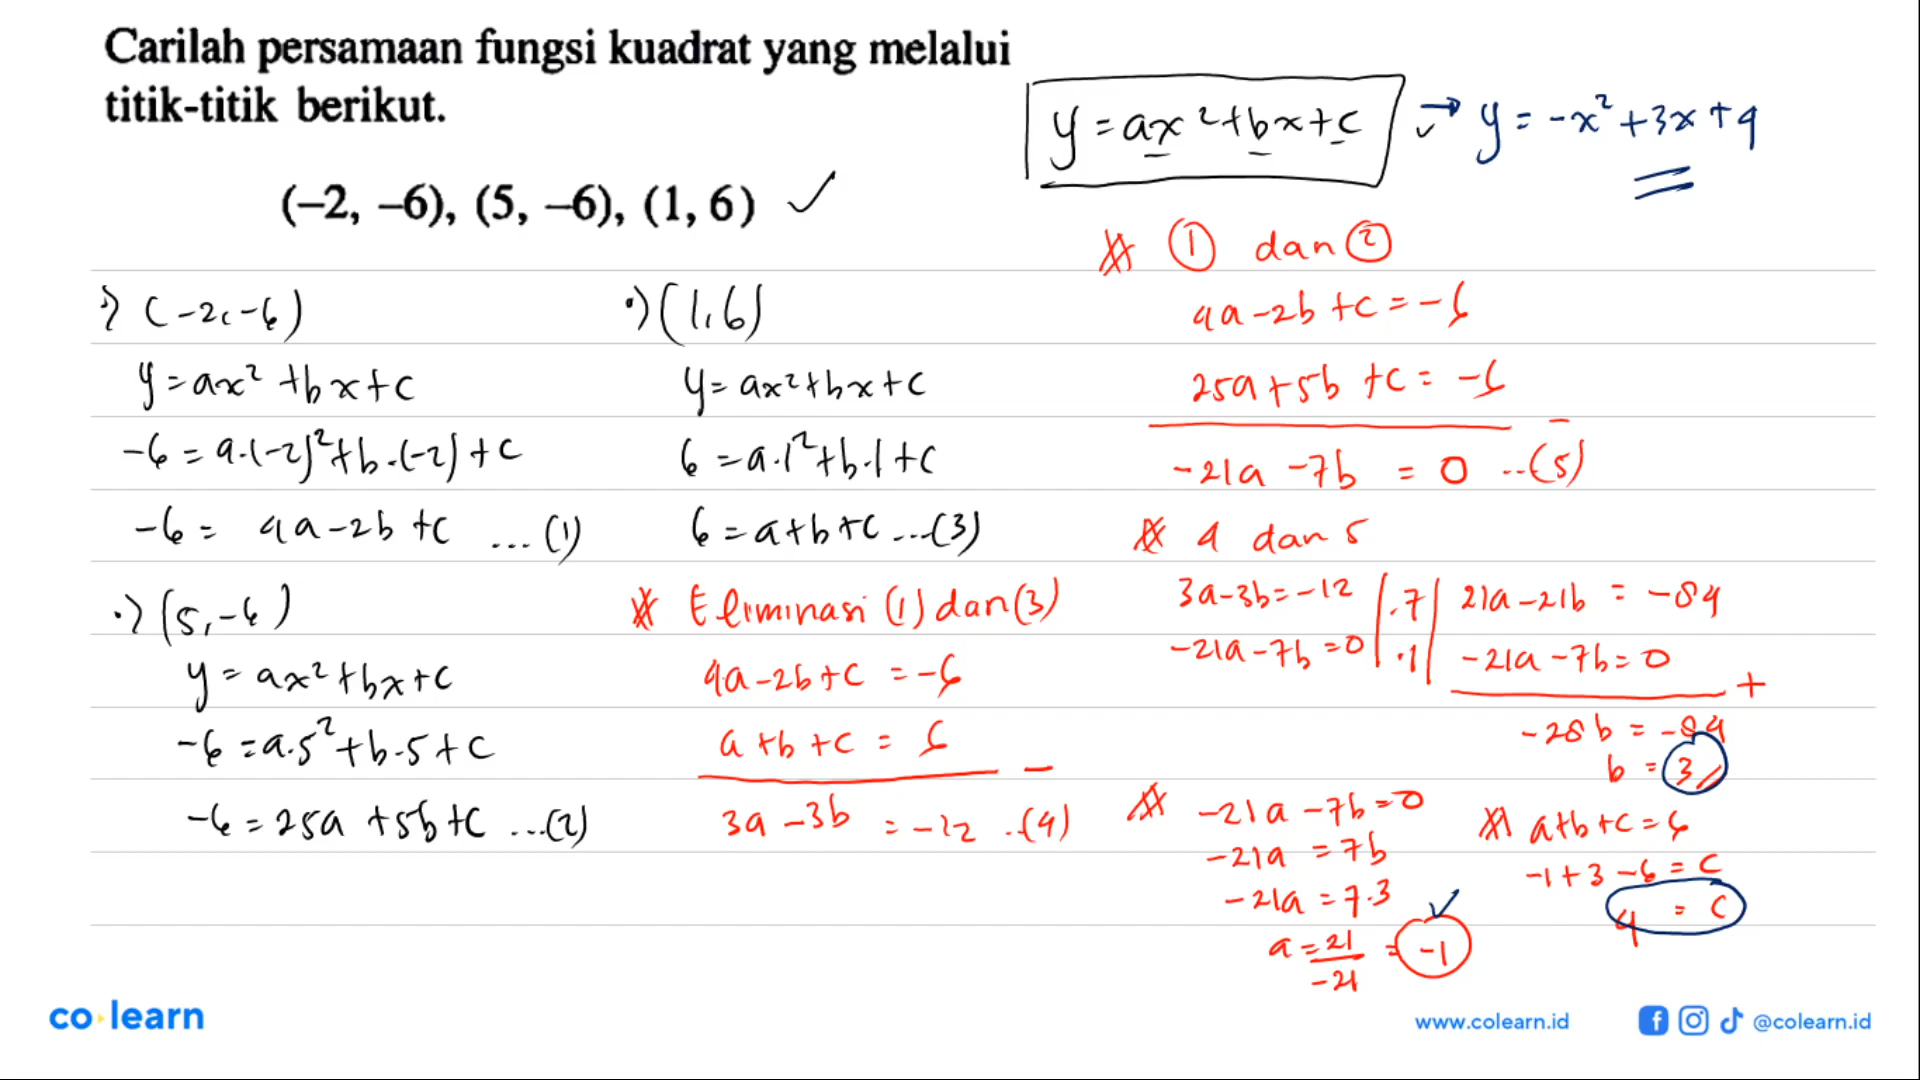 Carilah persamaan fungsi kuadrat yang melalui
titik-titik berikut.
(-2, -6), (5, -6), (1, 6) ✓
y = ax² + bx + c → y = -x² + 3x + 4
•) (-2, -6)
y = ax² + bx + c
-6 = a·(-2)² + b·(-2) + c
-6 = 4a - 2b + c ...(1)
•) (5, -6)
y = ax² + bx + c
-6 = a·5² + b·5 + c
-6 = 25a + 5b + c ...(2)
•) (1, 6)
y = ax² + bx + c
6 = a·1² + b·1 + c
6 = a + b + c ...(3)
* Eliminasi (1) dan (3)
4a - 2b + c = -6
a + b + c = 6
-
3a - 3b = -12 ..(4)
* ① dan ②
4a - 2b + c = -6
25a + 5b + c = -6
-
-21a - 7b = 0 ...(5)
* 4 dan 5
3a - 3b = -12 | ·7 | 21a - 21b = -84
-21a - 7b = 0 | ·1 | -21a - 7b = 0
+
-28b = -84
b = 3
* -21a - 7b = 0
-21a = 7b
-21a = 7·3
a = 21/-21 = -1 ✓
* a + b + c = 6
-1 + 3 - 6 = c
4 = c
co learn
www.colearn.id
@colearn.id